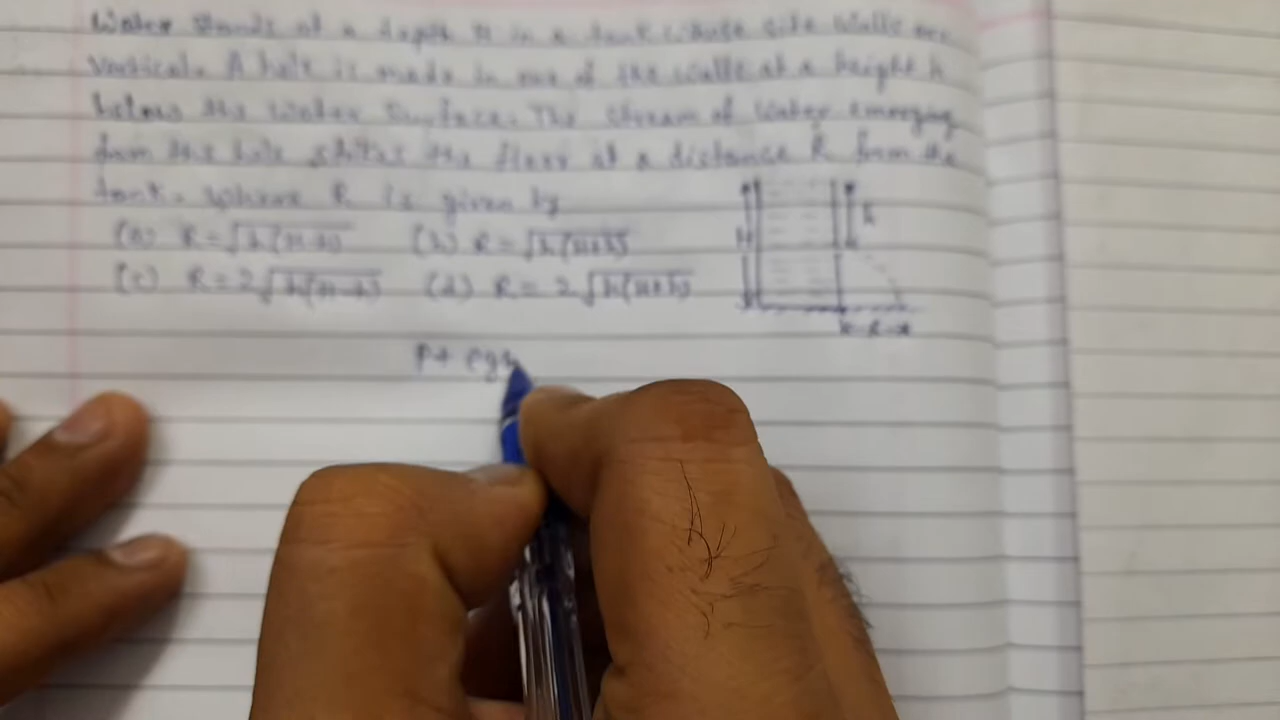 Water stands at a depth H in a tank whose side walls are
vertical. A hole is made in one of the walls at a height h
below the water surface. The stream of water emerging
from the hole strikes the floor at a distance R from the
tank. where R is given by
(a) R=√h(H-h) (b) R=√h(H+h)
(c) R=2√h(H-h) (d) R= 2√h(H+h)
H
h
R
P+ ρg